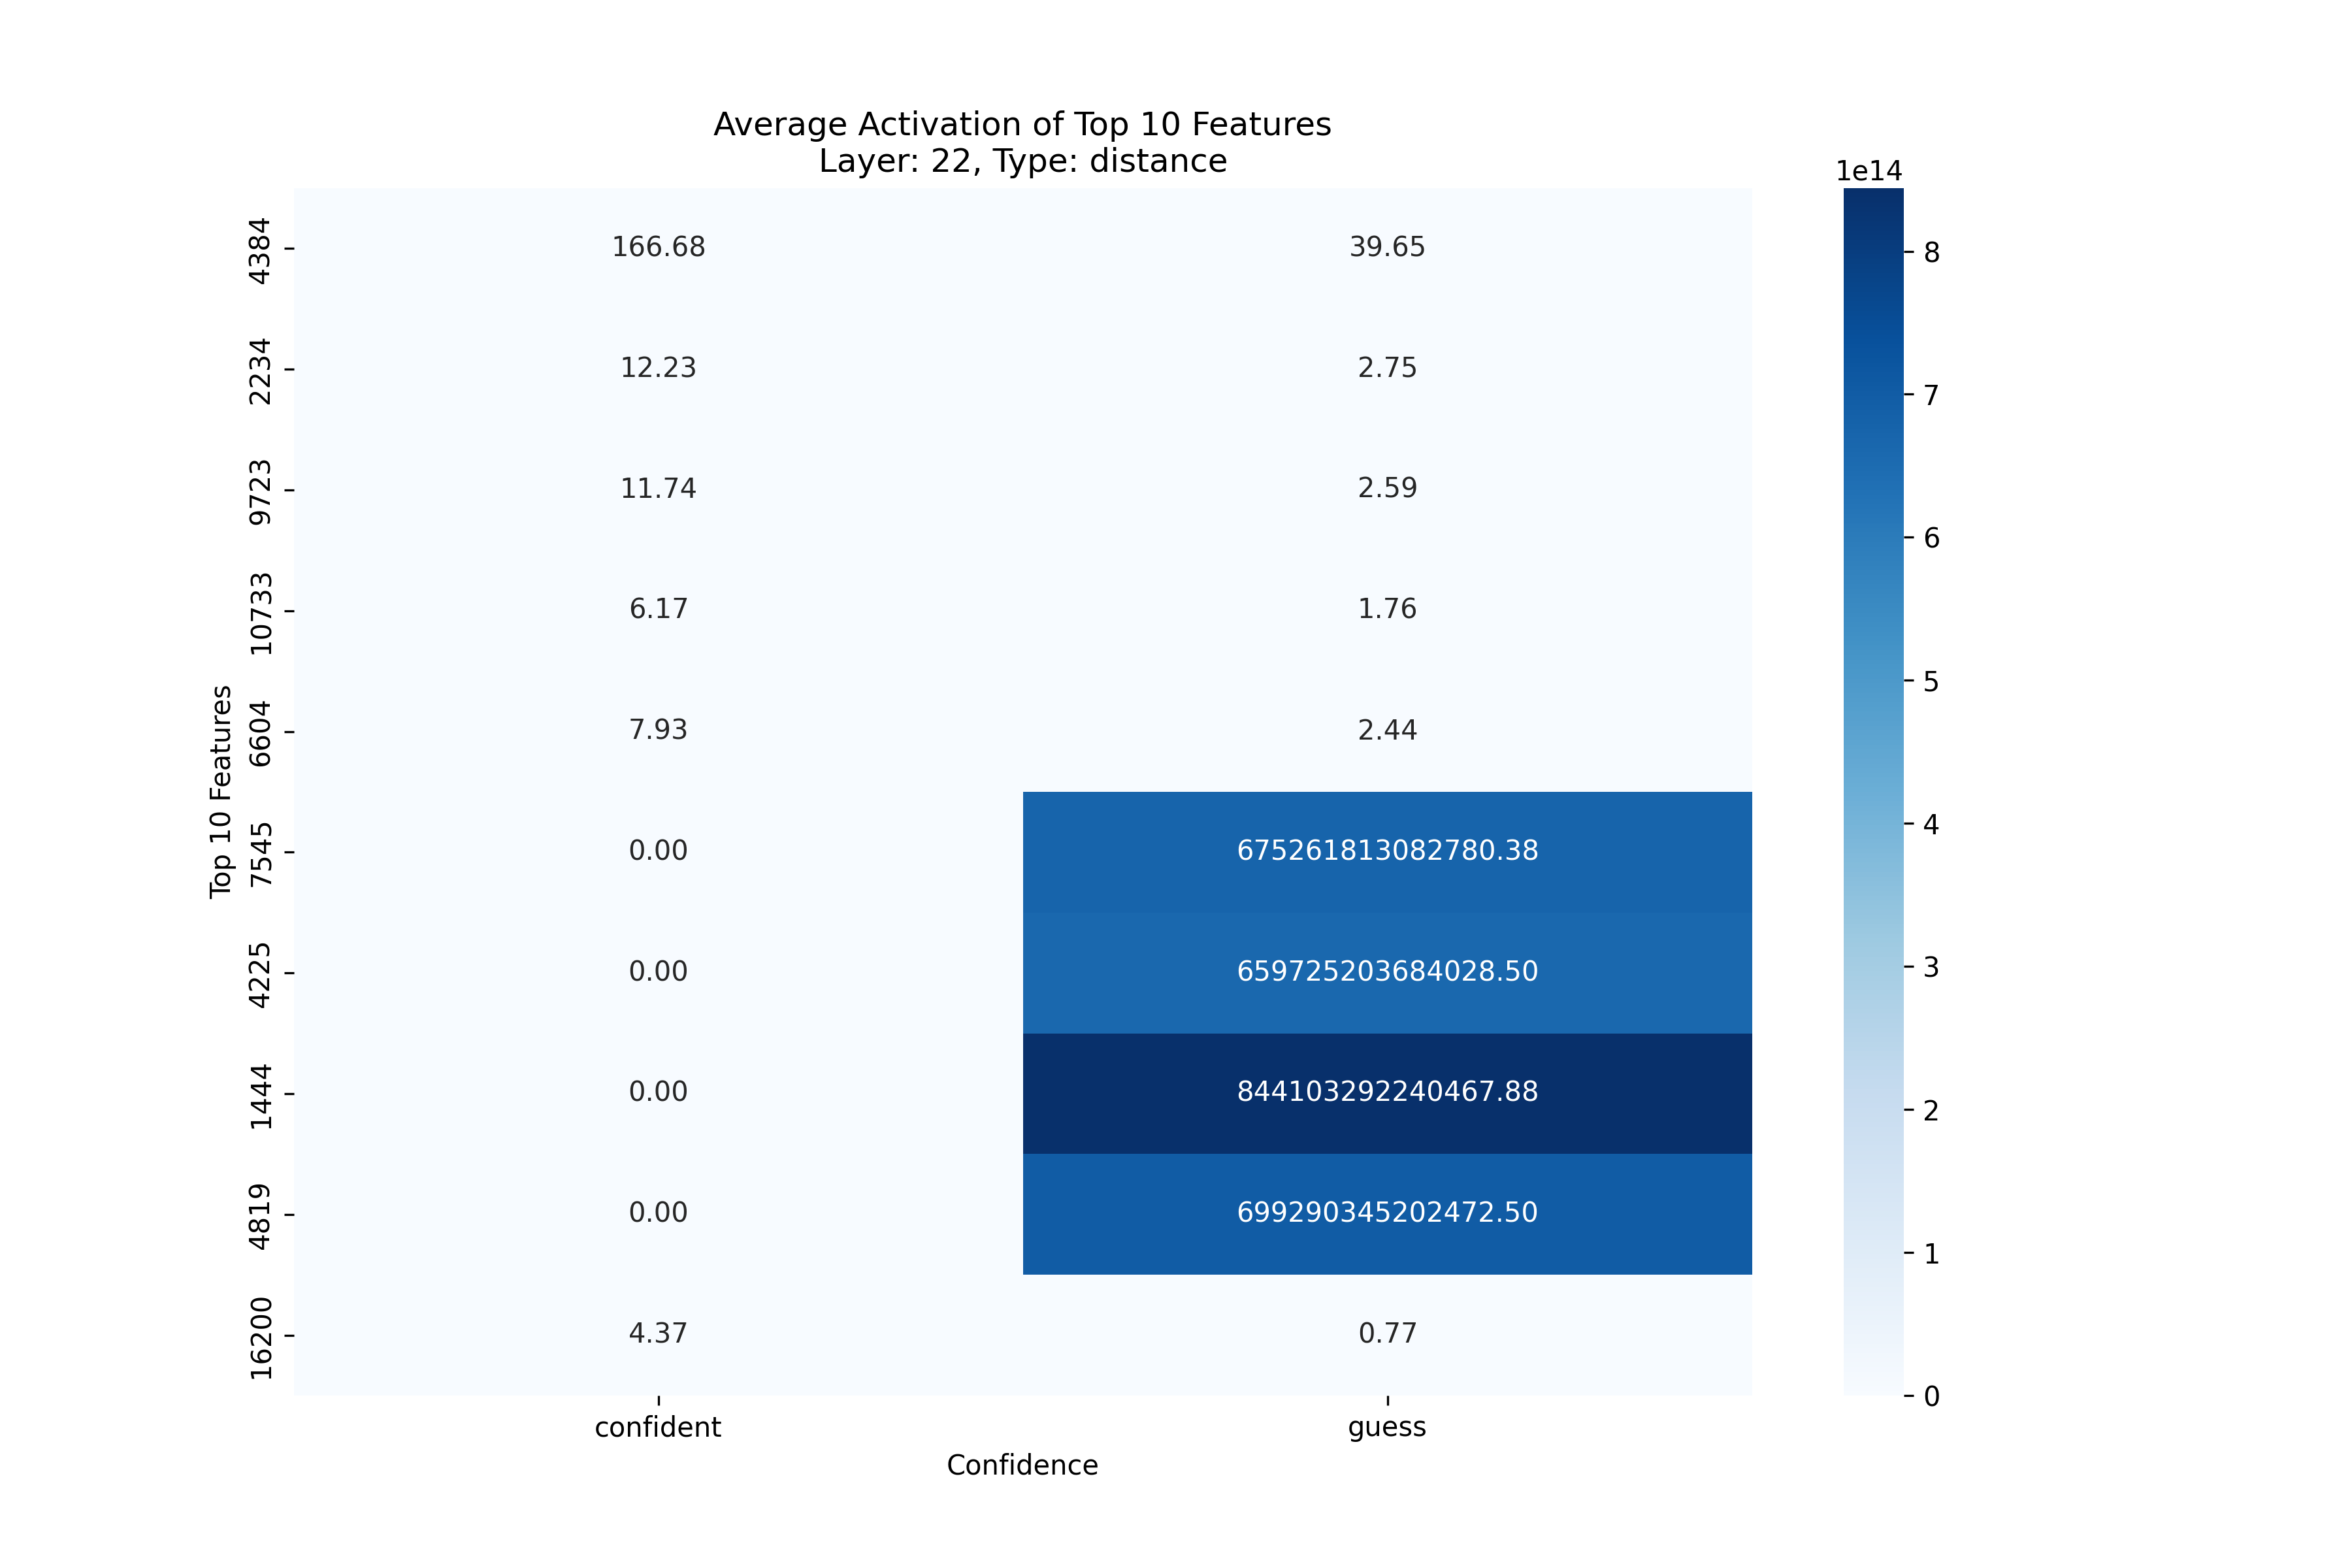 Average Activation of Top 10 Features
Layer: 22, Type: distance
1e14
4384 166.68 39.65
2234 12.23 2.75
9723 11.74 2.59
10733 6.17 1.76
6604 7.93 2.44
7545 0.00 675261813082780.38
4225 0.00 659725203684028.50
1444 0.00 844103292240467.88
4819 0.00 699290345202472.50
16200 4.37 0.77
Top 10 Features
confident guess
Confidence
8
7
6
5
4
3
2
1
0